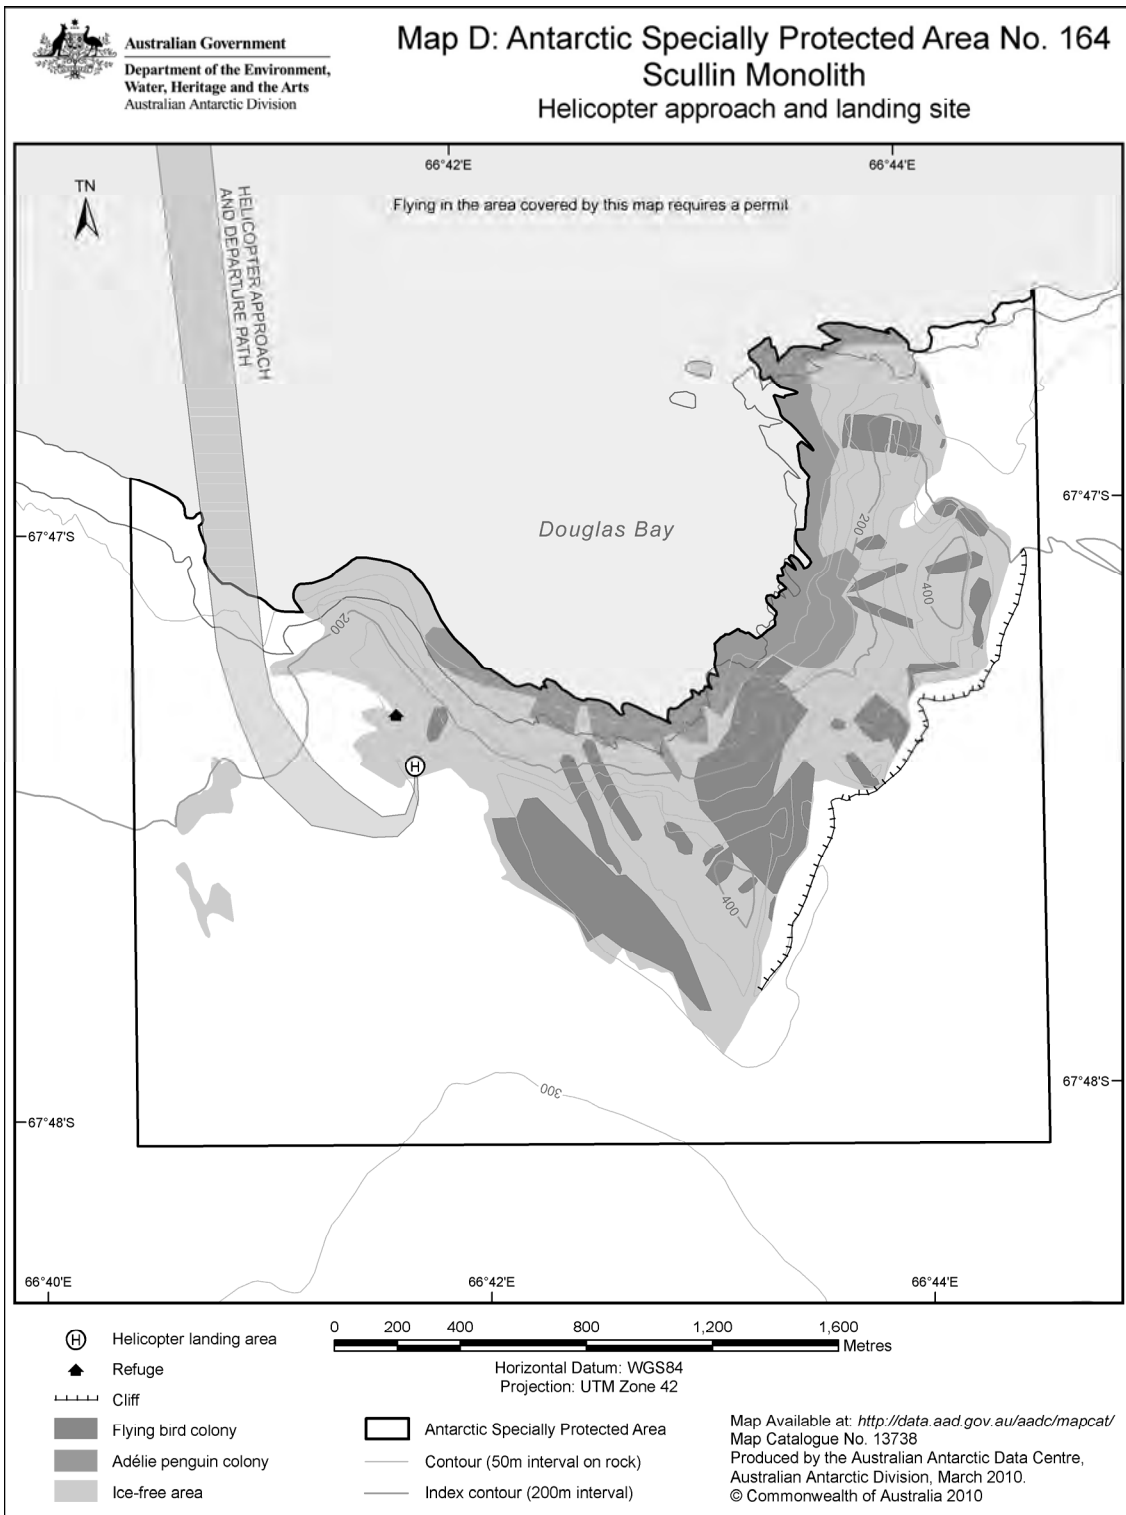 Australian Government
Department of the Environment,
Water, Heritage and the Arts
Australian Antarctic Division
Map D: Antarctic Specially Protected Area No. 164
Scullin Monolith
Helicopter approach and landing site
66°42'E
66°44'E
TN
Flying in the area covered by this map requires a permit
HELICOPTER APPROACH
AND DEPARTURE PATH
67°47'S
Douglas Bay
200
67°47'S
400
200
H
400
300
67°48'S
67°48'S
66°40'E
66°42'E
66°44'E
H
Helicopter landing area
Refuge
Cliff
Flying bird colony
Adélie penguin colony
Ice-free area
0 200 400 800 1,200 1,600
Metres
Horizontal Datum: WGS84
Projection: UTM Zone 42
Antarctic Specially Protected Area
Contour (50m interval on rock)
Index contour (200m interval)
Map Available at: http://data.aad.gov.au/aadc/mapcat/
Map Catalogue No. 13738
Produced by the Australian Antarctic Data Centre,
Australian Antarctic Division, March 2010.
© Commonwealth of Australia 2010